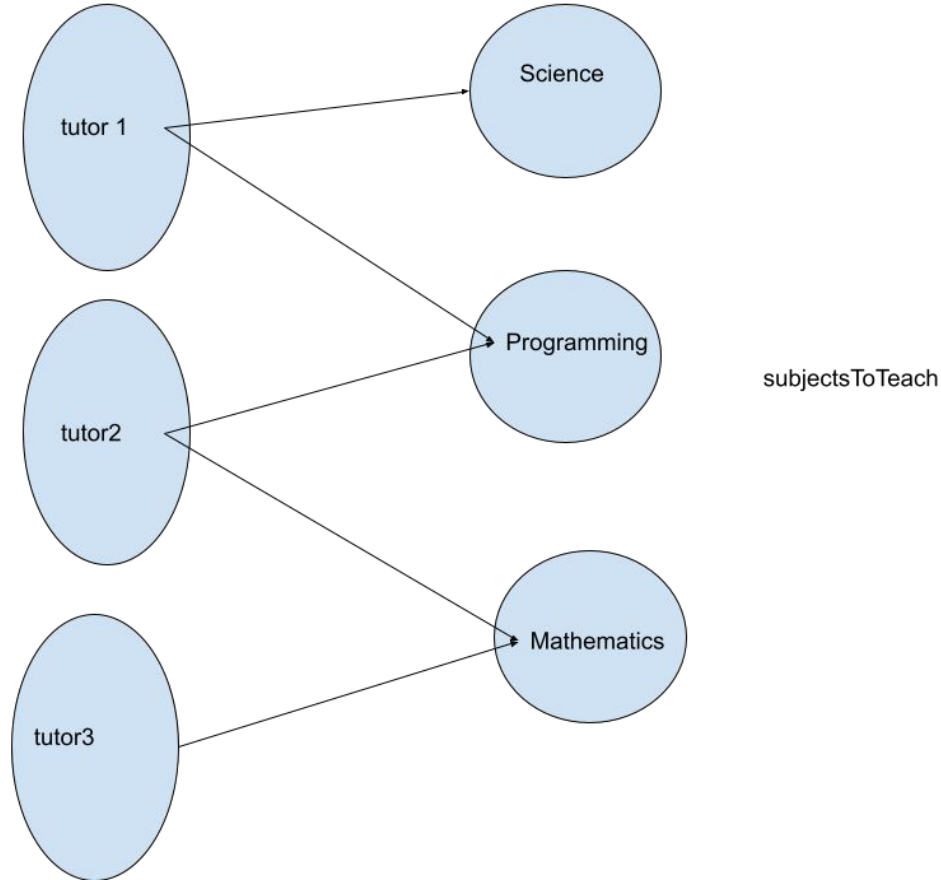 tutor 1
Science
tutor2
Programming
subjectsToTeach
tutor3
Mathematics